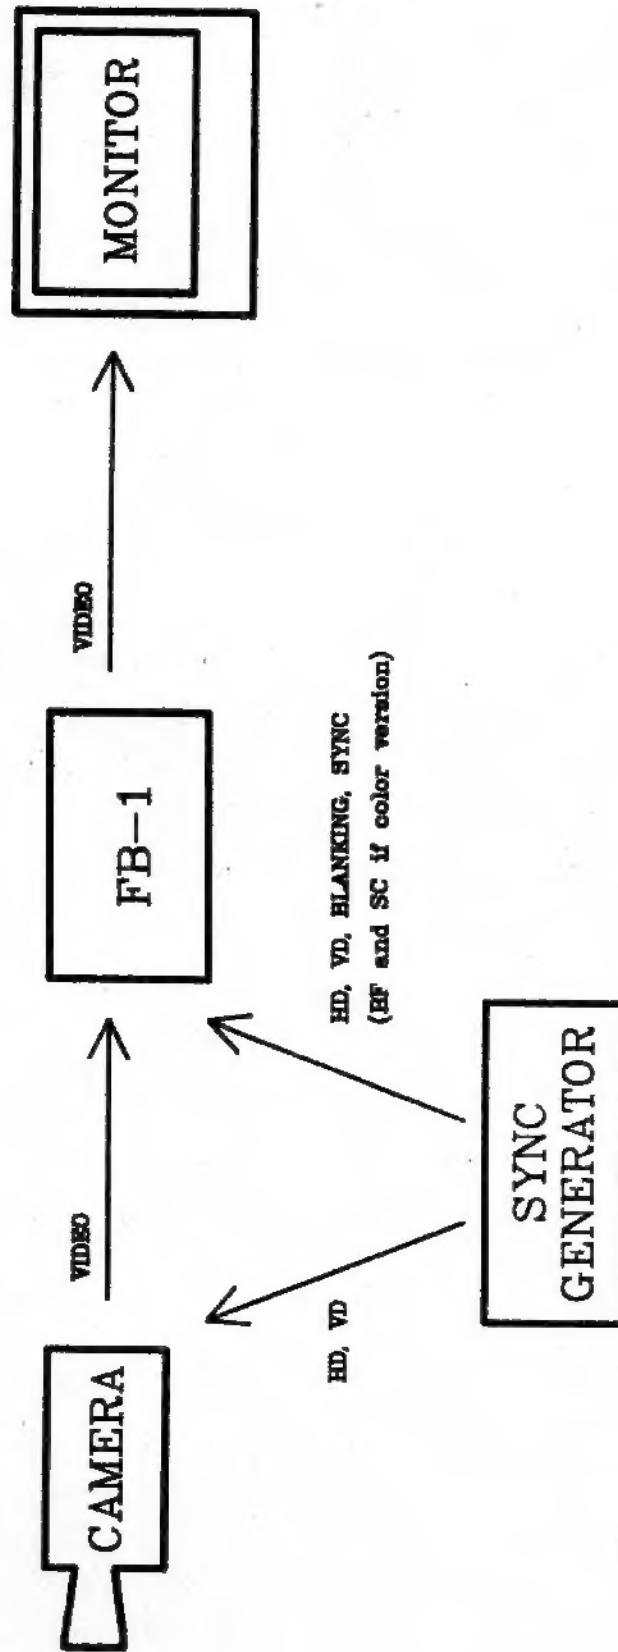 CAMERA
VIDEO
FB-1
VIDEO
MONITOR
HD, VD
HD, VD, BLANKING, SYNC
(BF and SC if color version)
SYNC
GENERATOR